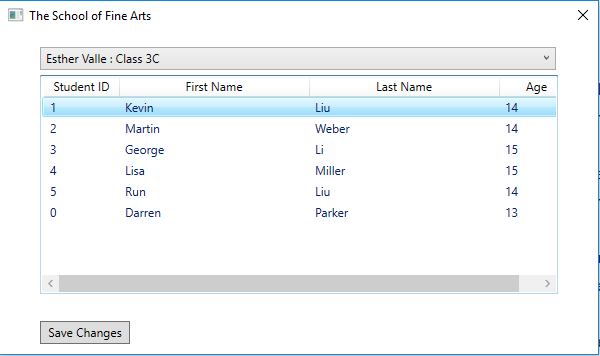 The School of Fine Arts
Esther Valle : Class 3C
Student ID First Name Last Name Age
1 Kevin Liu 14
2 Martin Weber 14
3 George Li 15
4 Lisa Miller 15
5 Run Liu 14
0 Darren Parker 13
Save Changes